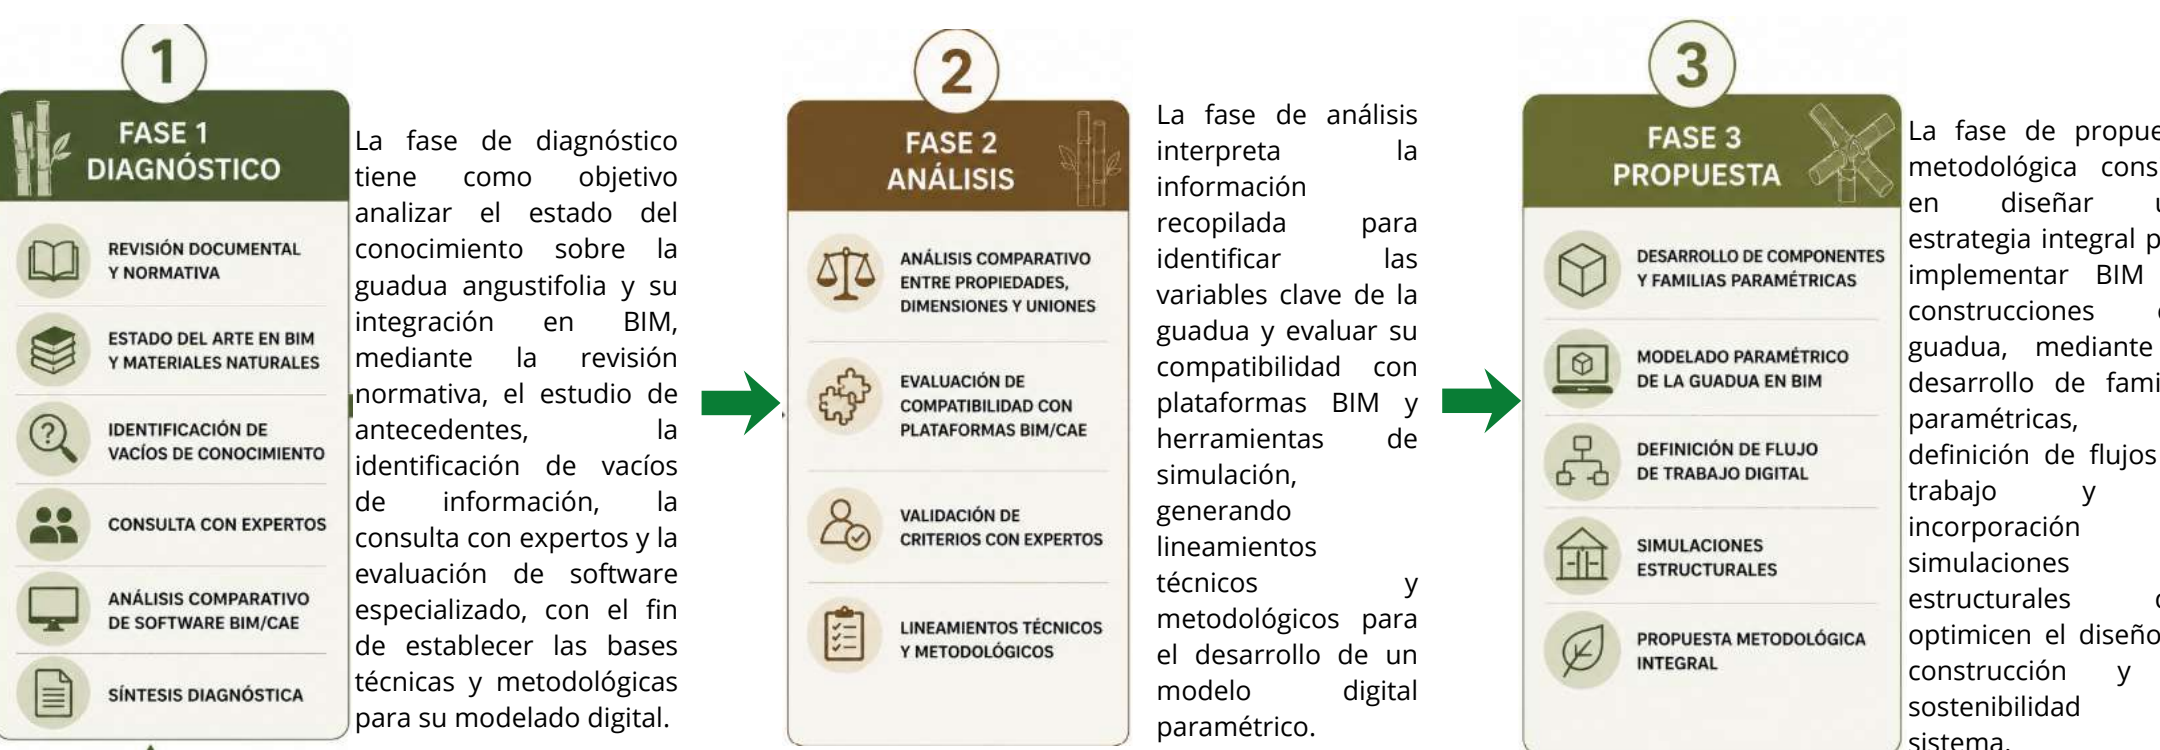 1
FASE 1
DIAGNÓSTICO
REVISIÓN DOCUMENTAL
Y NORMATIVA
ESTADO DEL ARTE EN BIM
Y MATERIALES NATURALES
IDENTIFICACIÓN DE
VACÍOS DE CONOCIMIENTO
CONSULTA CON EXPERTOS
ANÁLISIS COMPARATIVO
DE SOFTWARE BIM/CAE
SÍNTESIS DIAGNÓSTICA
La fase de diagnóstico
tiene como objetivo
analizar el estado del
conocimiento sobre la
guadua angustifolia y su
integración en BIM,
mediante la revisión
normativa, el estudio de
antecedentes, la
identificación de vacíos
de información, la
consulta con expertos y la
evaluación de software
especializado, con el fin
de establecer las bases
técnicas y metodológicas
para su modelado digital.
2
FASE 2
ANÁLISIS
ANÁLISIS COMPARATIVO
ENTRE PROPIEDADES,
DIMENSIONES Y UNIONES
EVALUACIÓN DE
COMPATIBILIDAD CON
PLATAFORMAS BIM/CAE
VALIDACIÓN DE
CRITERIOS CON EXPERTOS
LINEAMIENTOS TÉCNICOS
Y METODOLÓGICOS
La fase de análisis
interpreta la
información
recopilada para
identificar las
variables clave de la
guadua y evaluar su
compatibilidad con
plataformas BIM y
herramientas de
simulación,
generando
lineamientos
técnicos y
metodológicos para
el desarrollo de un
modelo digital
paramétrico.
3
FASE 3
PROPUESTA
DESARROLLO DE COMPONENTES
Y FAMILIAS PARAMÉTRICAS
MODELADO PARAMÉTRICO
DE LA GUADUA EN BIM
DEFINICIÓN DE FLUJO
DE TRABAJO DIGITAL
SIMULACIONES
ESTRUCTURALES
PROPUESTA METODOLÓGICA
INTEGRAL
La fase de
metodológica
en diseñar
estrategia integral
implementar BIM
construcciones
guadua, mediante
desarrollo de
paramétricas,
definición de flujos
trabajo y
incorporación
simulaciones
estructurales
optimicen el diseño
construcción y
sostenibilidad
sistema.